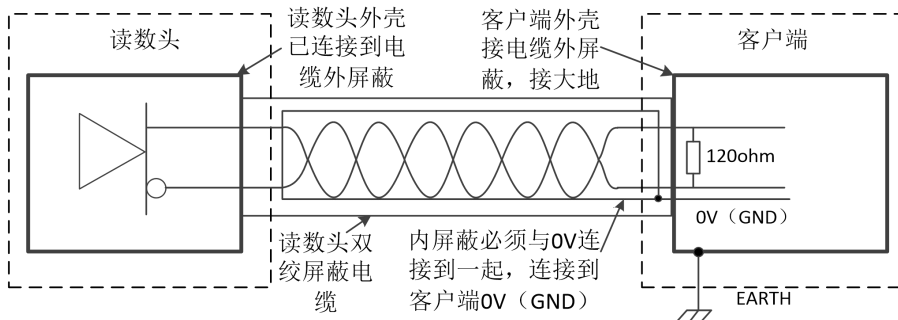 读数头
读数头外壳
已连接到电
缆外屏蔽
客户端外壳
接电缆外屏
蔽，接大地
客户端
120ohm
0V（GND）
读数头双
绞屏蔽电
缆
内屏蔽必须与0V连
接到一起，连接到
客户端0V（GND）
EARTH